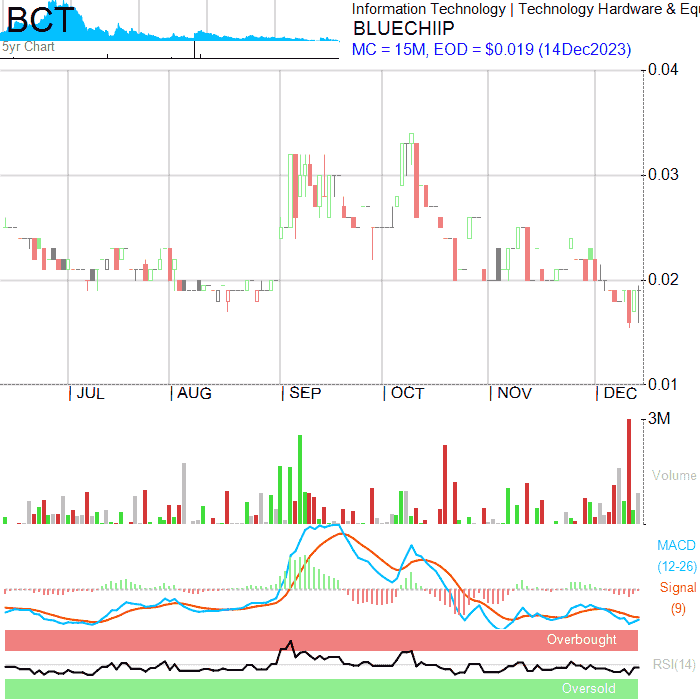 BCT
5yr Chart
Information Technology | Technology Hardware & Equ
BLUECHIIP
MC = 15M, EOD = $0.019 (14Dec2023)
0.04
0.03
0.02
0.01
JUL AUG SEP OCT NOV DEC
3M
Volume
MACD
(12-26)
Signal
(9)
Overbought
RSI(14)
Oversold